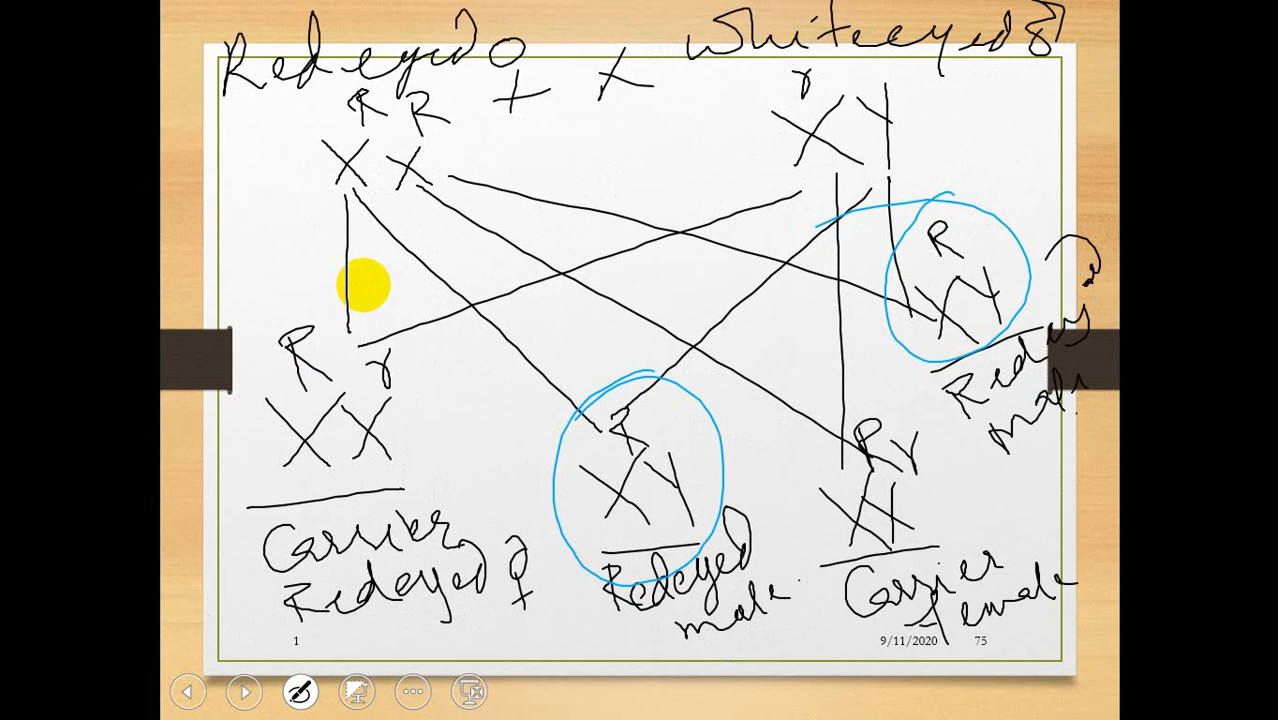 Redeyed ♀ × whiteeyed ♂
R R r
X X X Y
R
X Y
Redeyed
male
R r
X X
Carrier
Redeyed ♀
R
X Y
Redeyed
male
R r
X X
Carrier
female
1 9/11/2020 75